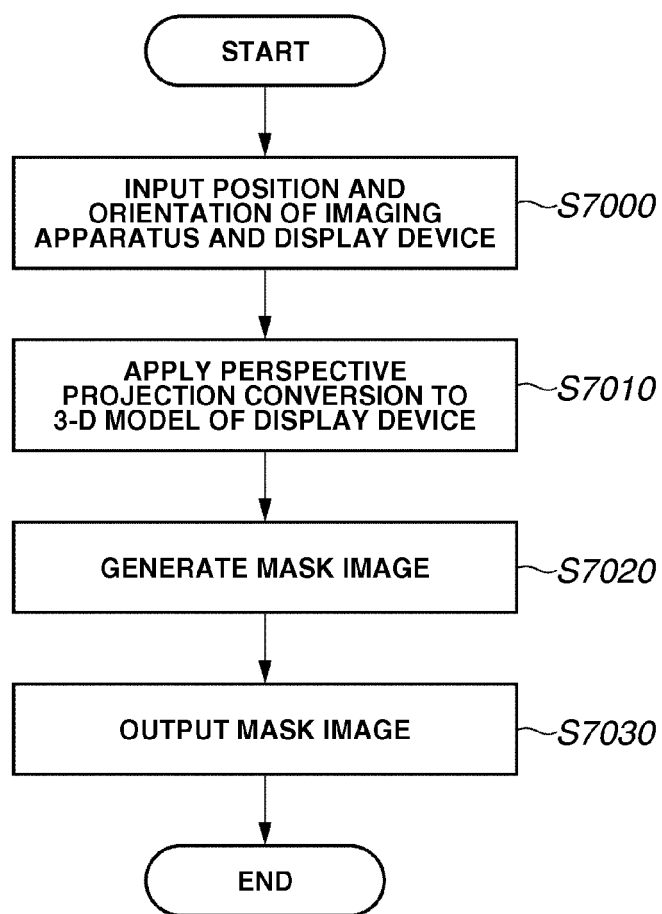 START
INPUT POSITION AND
ORIENTATION OF IMAGING
APPARATUS AND DISPLAY DEVICE
S7000
APPLY PERSPECTIVE
PROJECTION CONVERSION TO
3-D MODEL OF DISPLAY DEVICE
S7010
GENERATE MASK IMAGE
S7020
OUTPUT MASK IMAGE
S7030
END